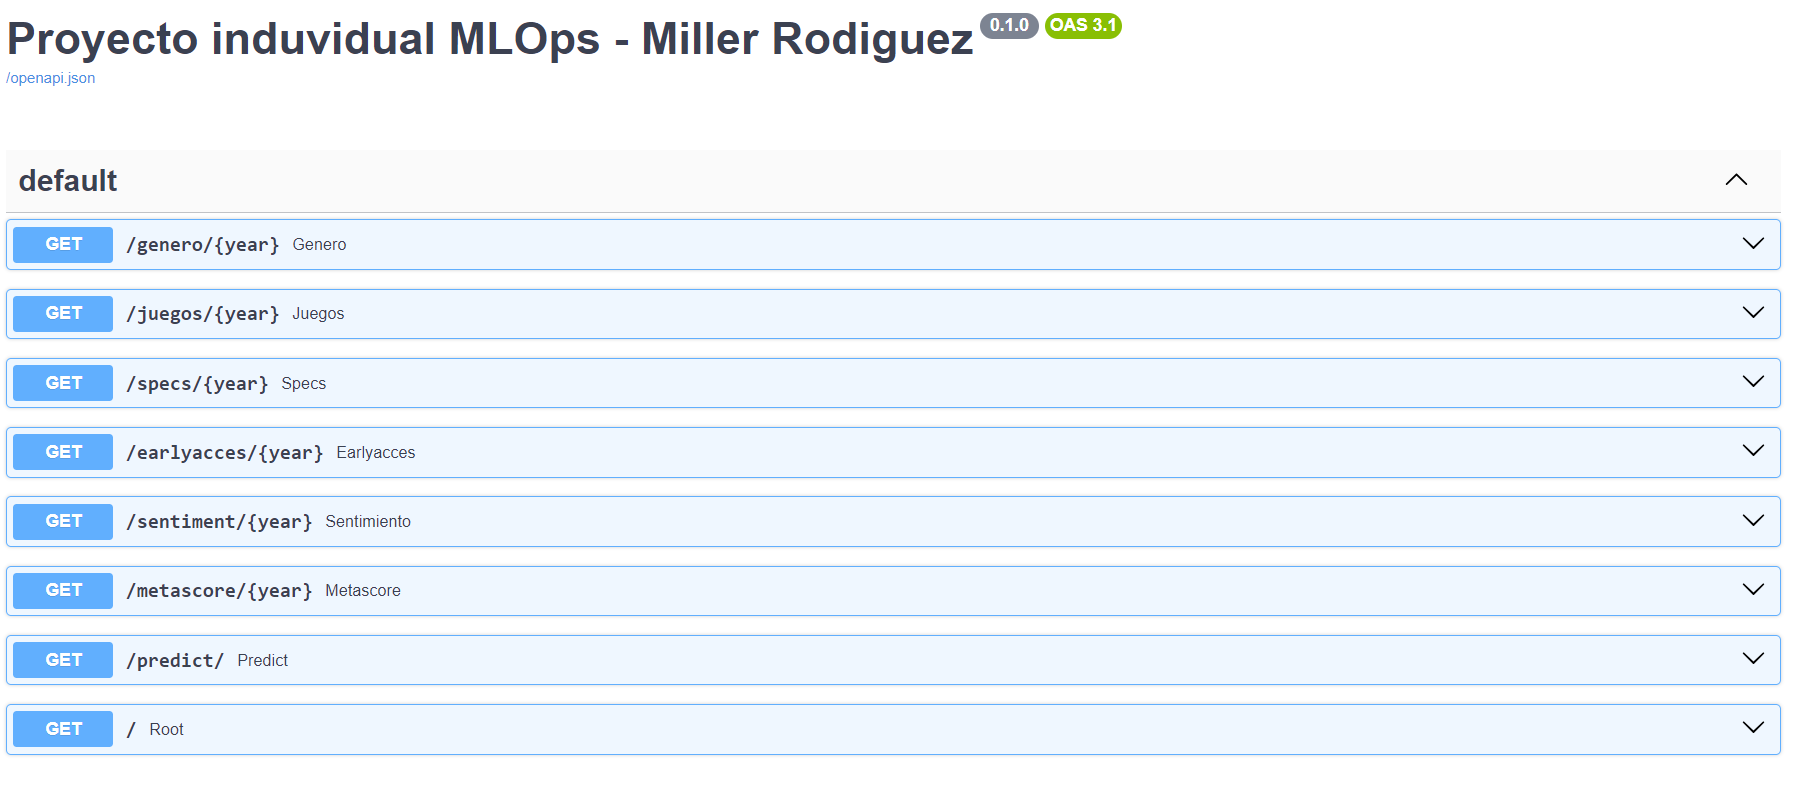 Proyecto induvidual MLOps - Miller Rodiguez 0.1.0 OAS 3.1
/openapi.json
default
GET /genero/{year} Genero
GET /juegos/{year} Juegos
GET /specs/{year} Specs
GET /earlyacces/{year} Earlyacces
GET /sentiment/{year} Sentimiento
GET /metascore/{year} Metascore
GET /predict/ Predict
GET / Root